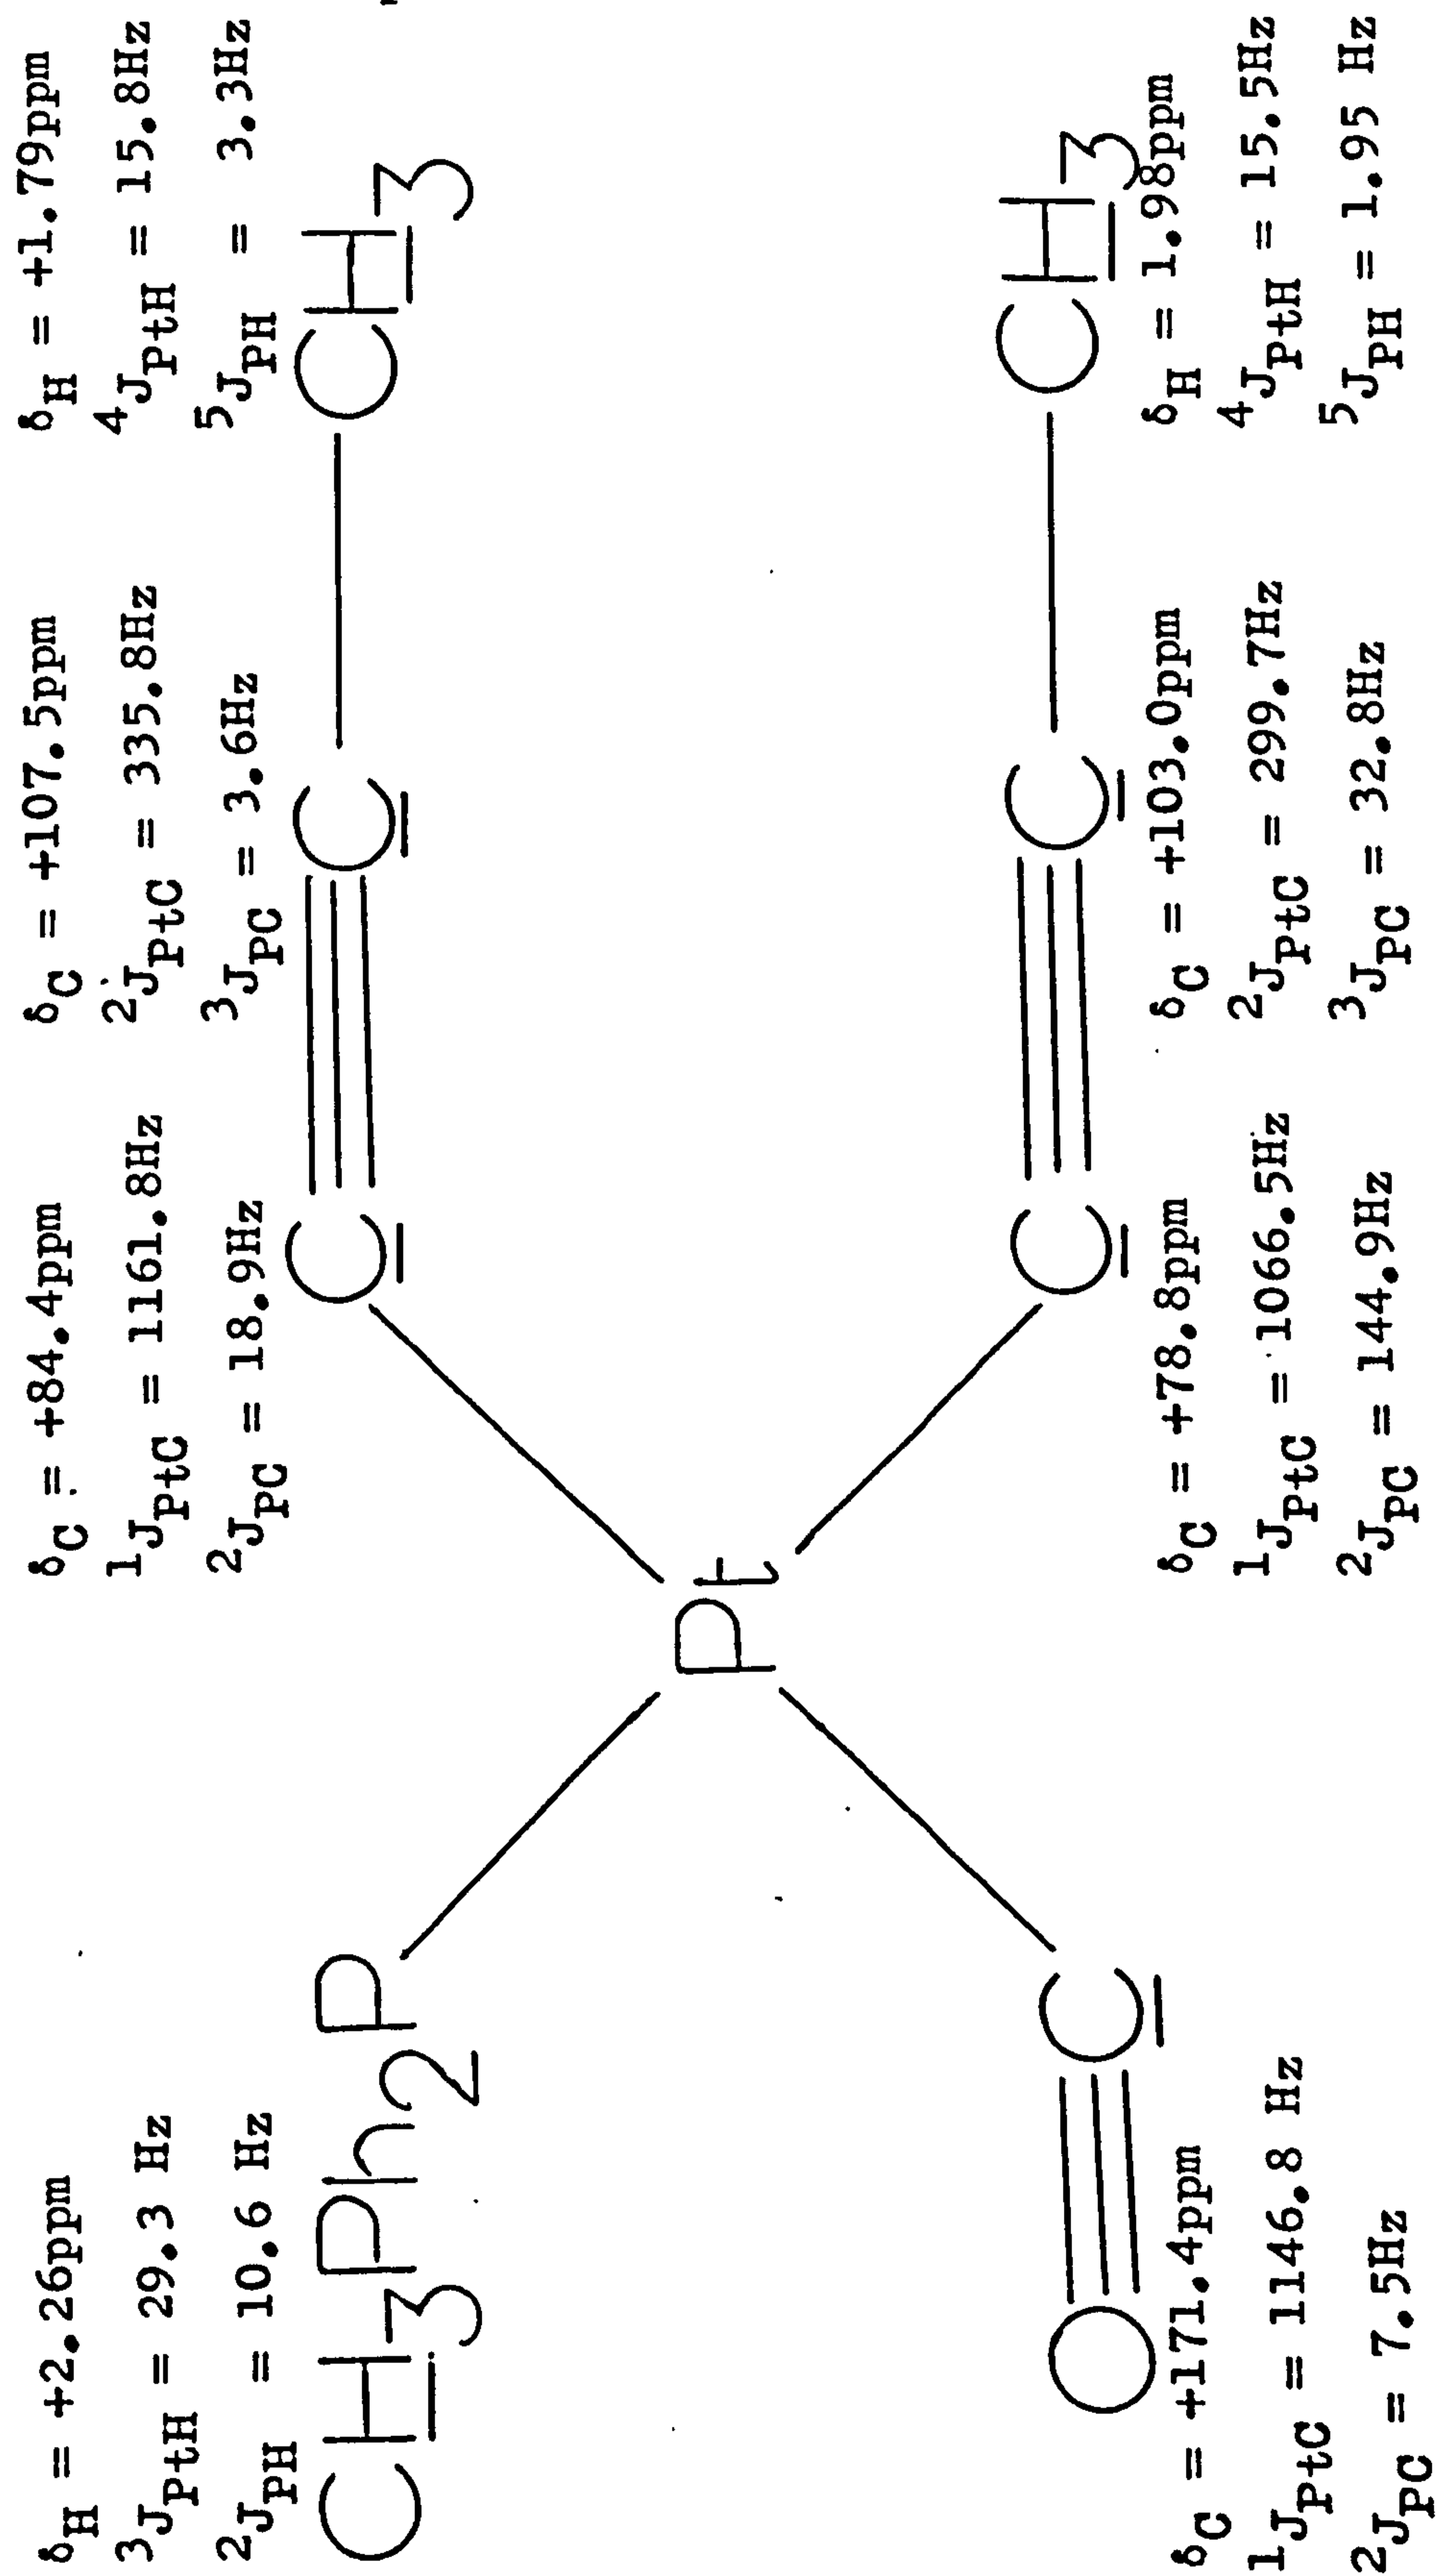 δH = +2.26ppm
3JPtH = 29.3 Hz
2JPH = 10.6 Hz
δC = +84.4ppm
1JPtC = 1161.8Hz
2JPC = 18.9Hz
δC = +107.5ppm
2JPtC = 335.8Hz
3JPC = 3.6Hz
δH = +1.79ppm
4JPtH = 15.8Hz
5JPH = 3.3Hz
CH3Ph2P
C C CH3
Pt
O C
C C CH3
δC = +171.4ppm
1JPtC = 1146.8 Hz
2JPC = 7.5Hz
δC = +78.8ppm
1JPtC = 1066.5Hz
2JPC = 144.9Hz
δC = +103.0ppm
2JPtC = 299.7Hz
3JPC = 32.8Hz
δH = 1.98ppm
4JPtH = 15.5Hz
5JPH = 1.95 Hz